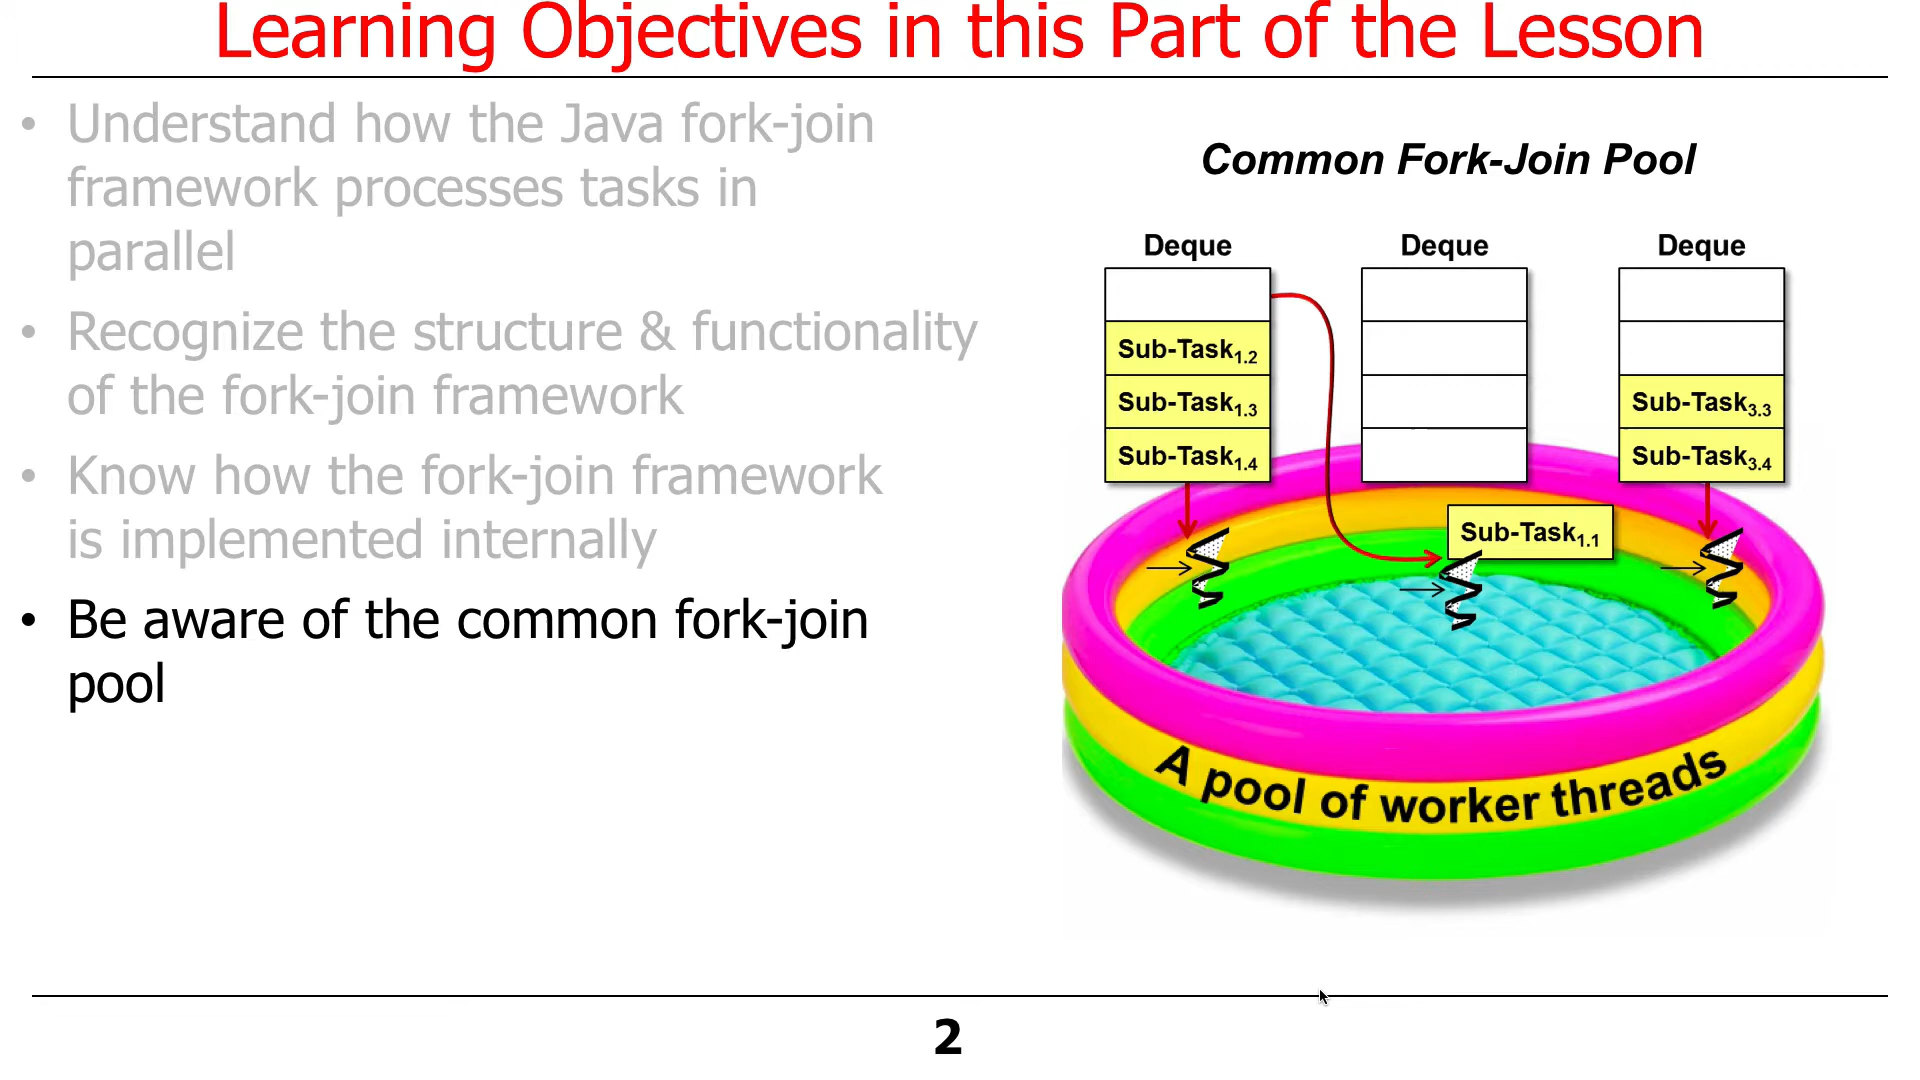 Learning Objectives in this Part of the Lesson
• Understand how the Java fork-join
framework processes tasks in
parallel
• Recognize the structure & functionality
of the fork-join framework
• Know how the fork-join framework
is implemented internally
• Be aware of the common fork-join
pool
Common Fork-Join Pool
Deque
Deque
Deque
Sub-Task1.2
Sub-Task1.3
Sub-Task1.4
Sub-Task3.3
Sub-Task3.4
Sub-Task1.1
A pool of worker threads
2